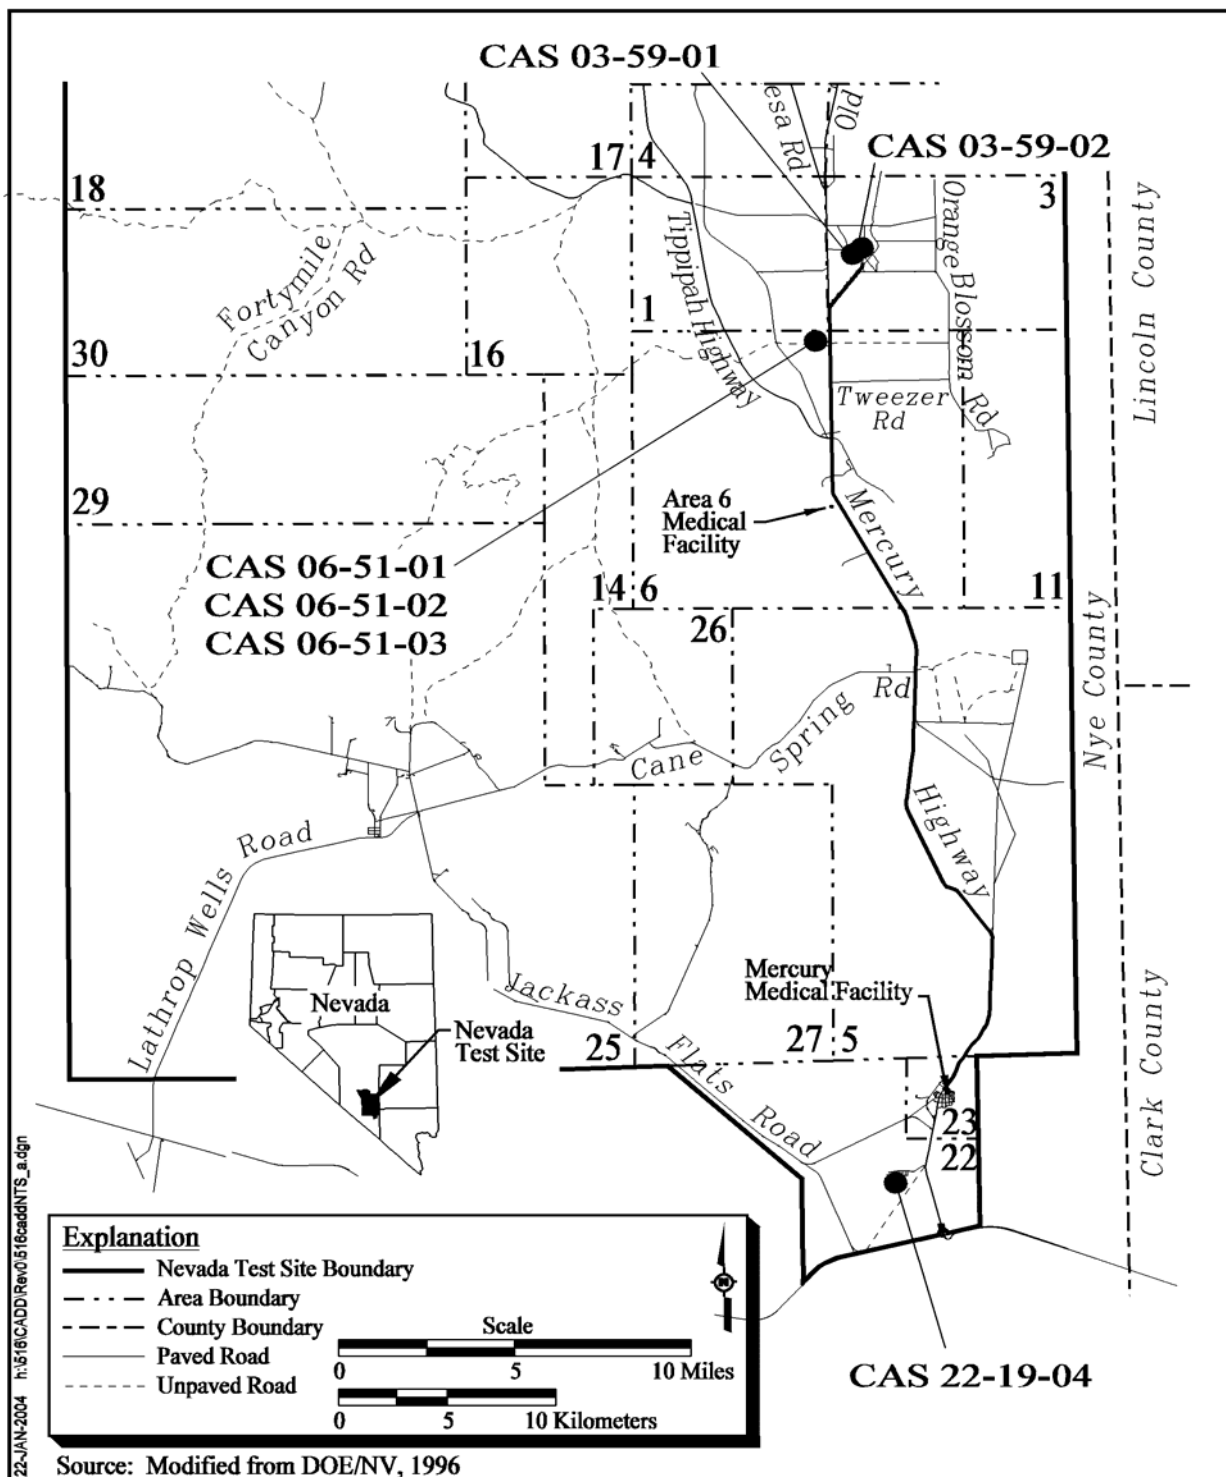 CAS 03-59-01
esa Rd
Old
CAS 03-59-02
17
4
18
3
Orange Blossom Rd
Lincoln County
Tippipah Highway
Fortymile
Canyon Rd
1
30
16
Tweezer
Rd
29
Area 6
Medical
Facility
Mercury
CAS 06-51-01
CAS 06-51-02
CAS 06-51-03
14
6
11
26
Nye County
Rd
Spring
Cane
Highway
Lathrop Wells Road
Mercury
Medical Facility
Jackass
Nevada
Nevada
Test Site
Clark County
25
Flats
27
5
Road
23
22
CAS 22-19-04
Explanation
Nevada Test Site Boundary
Area Boundary
County Boundary
Paved Road
Unpaved Road
Scale
0 5 10 Miles
0 5 10 Kilometers
N
22-JAN-2004 h:\516\CADD\Rev0\516caddNTS_a.dgn
Source: Modified from DOE/NV, 1996